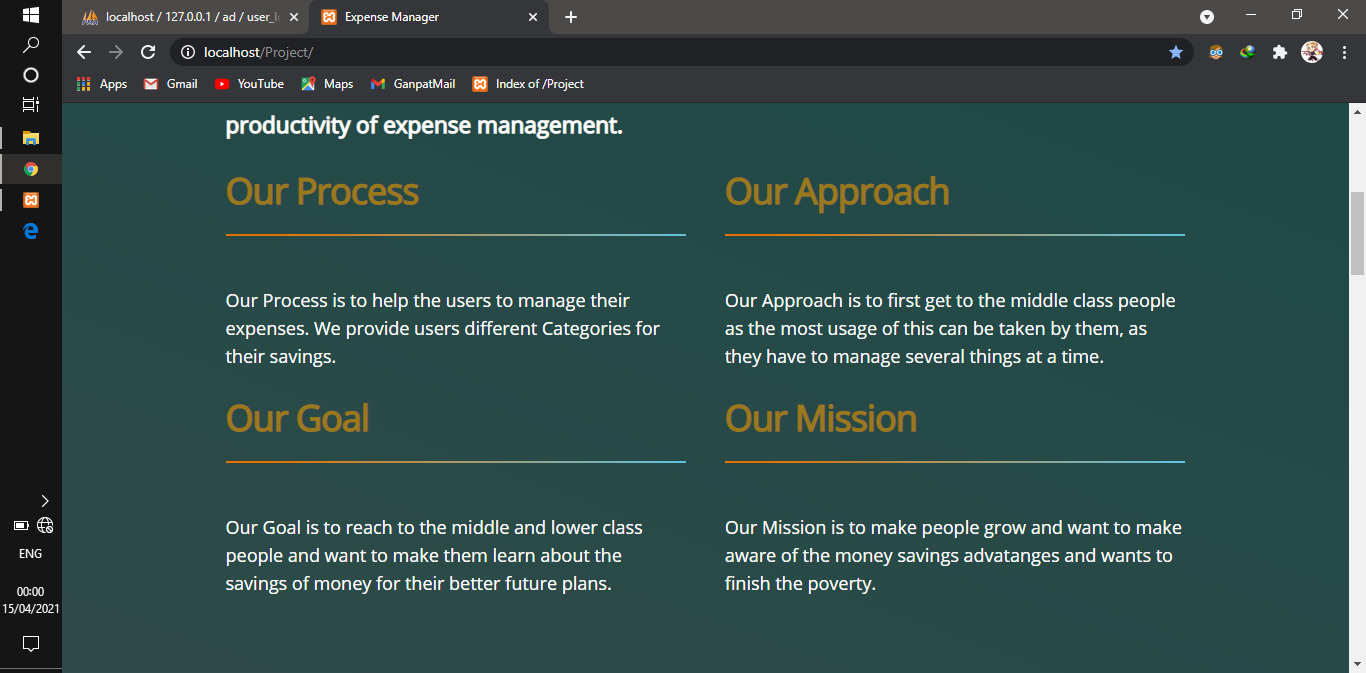 localhost / 127.0.0.1 / ad / user_l
Expense Manager
localhost/Project/
Apps
Gmail
YouTube
Maps
GanpatMail
Index of /Project
productivity of expense management.
Our Process
Our Process is to help the users to manage their
expenses. We provide users different Categories for
their savings.
Our Approach
Our Approach is to first get to the middle class people
as the most usage of this can be taken by them, as
they have to manage several things at a time.
Our Goal
Our Goal is to reach to the middle and lower class
people and want to make them learn about the
savings of money for their better future plans.
Our Mission
Our Mission is to make people grow and want to make
aware of the money savings advatanges and wants to
finish the poverty.
ENG
00:00
15/04/2021